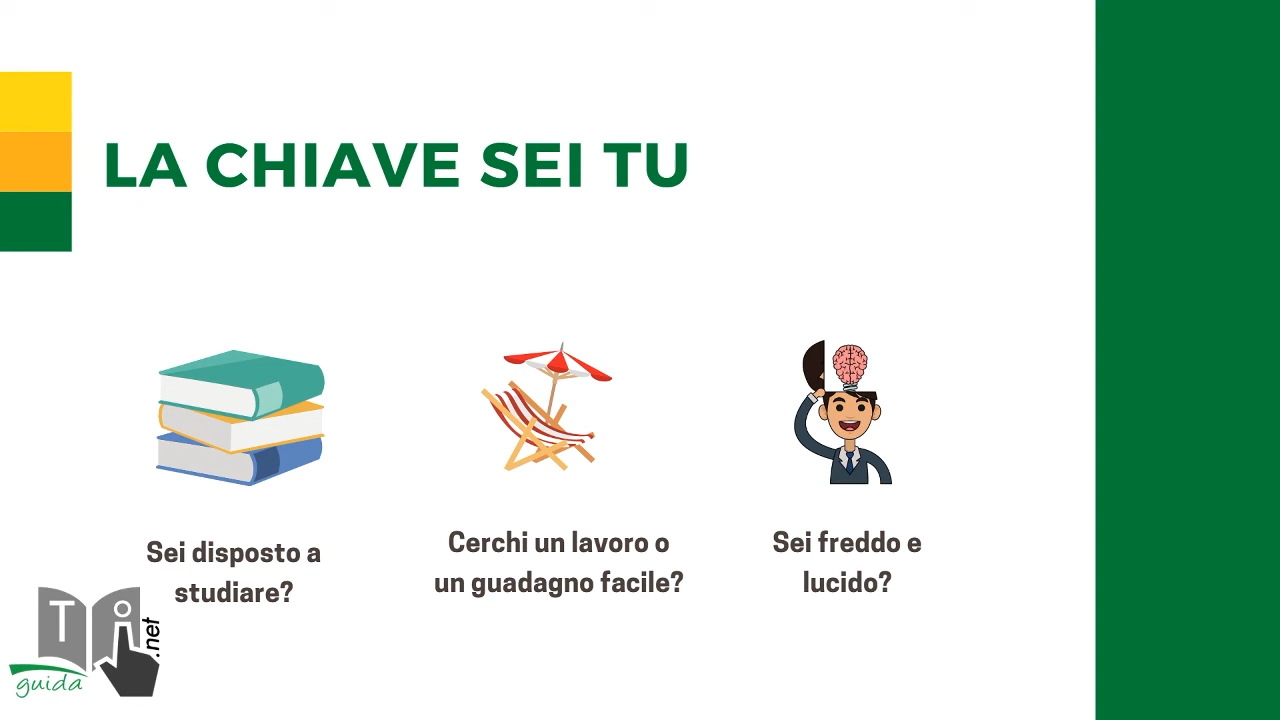 LA CHIAVE SEI TU
Sei disposto a
studiare?
Cerchi un lavoro o
un guadagno facile?
Sei freddo e
lucido?
T i
.net
guida